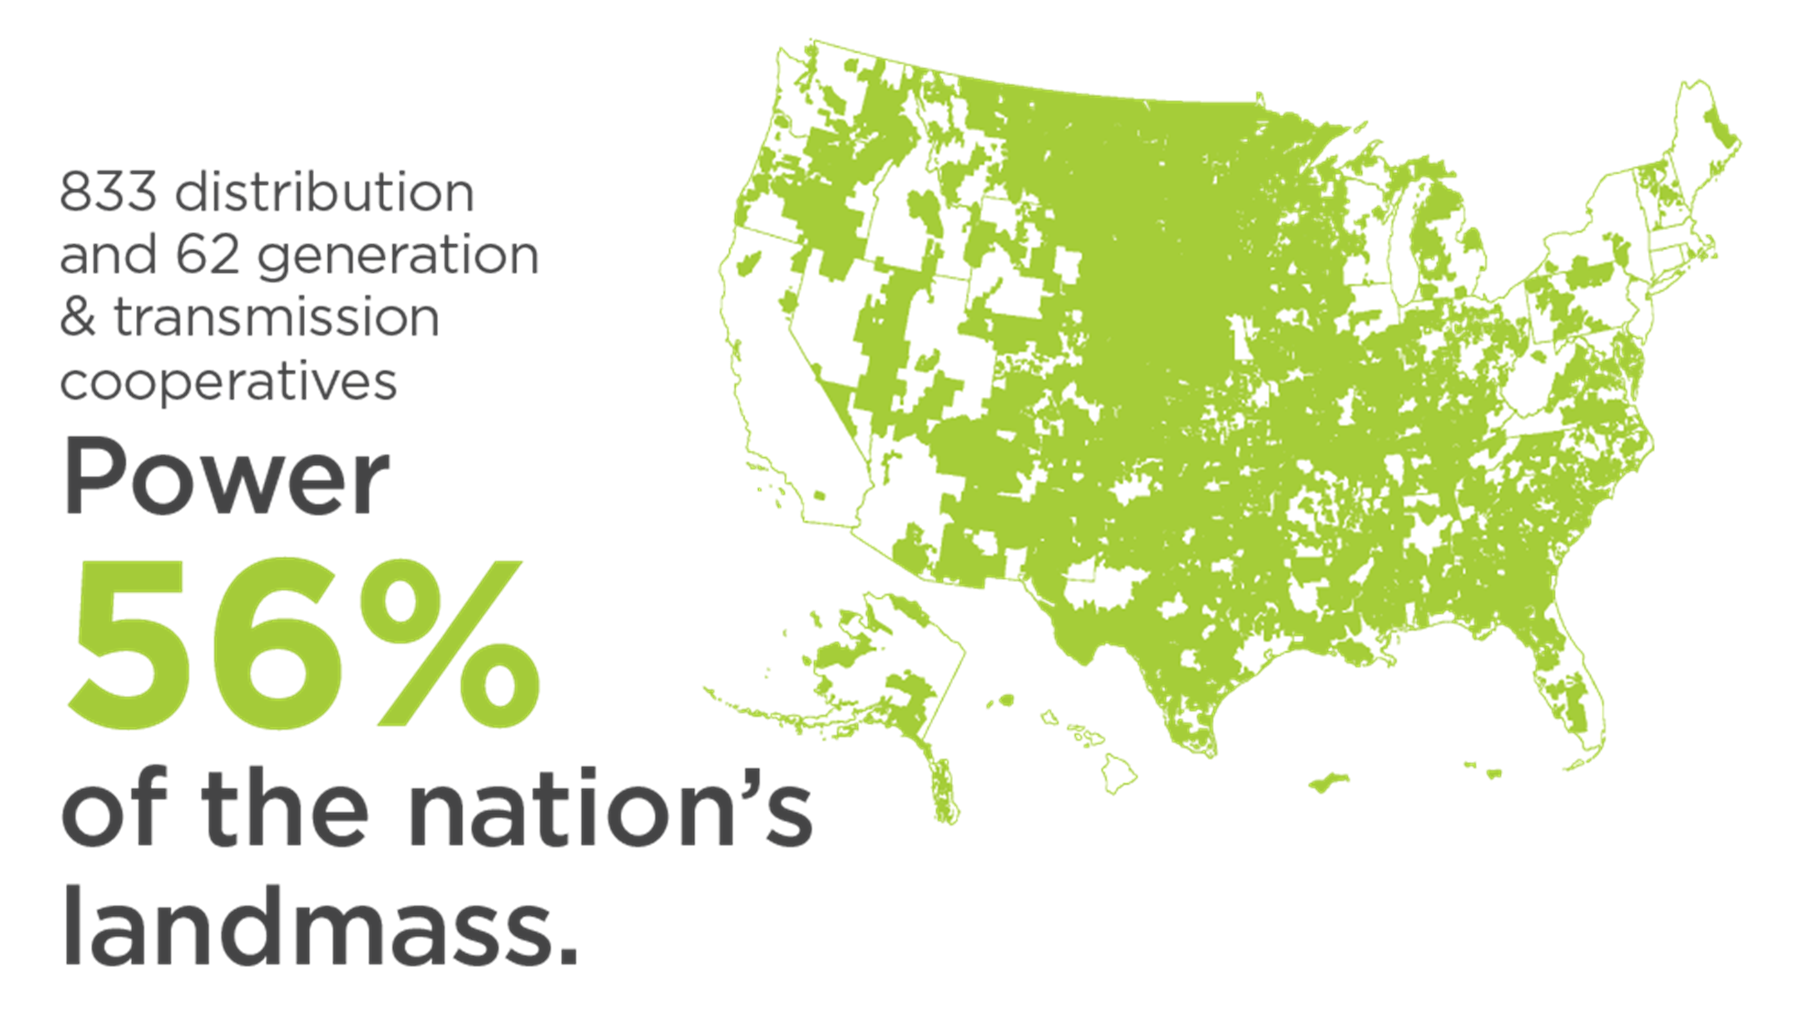 833 distribution
and 62 generation
& transmission
cooperatives
Power
56%
of the nation’s
landmass.